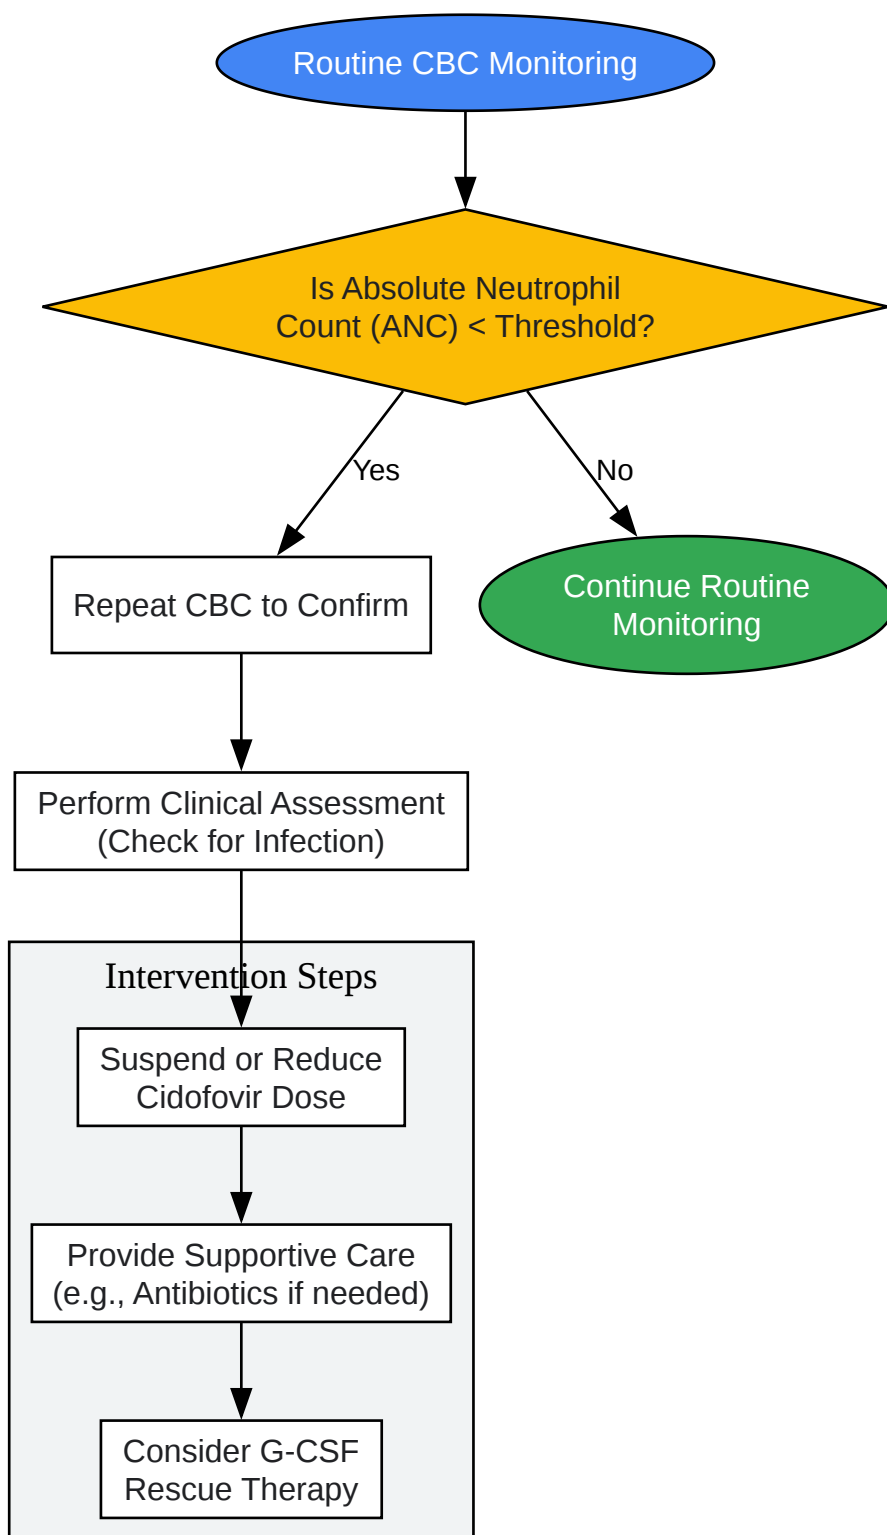 Routine CBC Monitoring
Is Absolute Neutrophil
Count (ANC) < Threshold?
Yes
No
Repeat CBC to Confirm
Continue Routine
Monitoring
Perform Clinical Assessment
(Check for Infection)
Intervention Steps
Suspend or Reduce
Cidofovir Dose
Provide Supportive Care
(e.g., Antibiotics if needed)
Consider G-CSF
Rescue Therapy